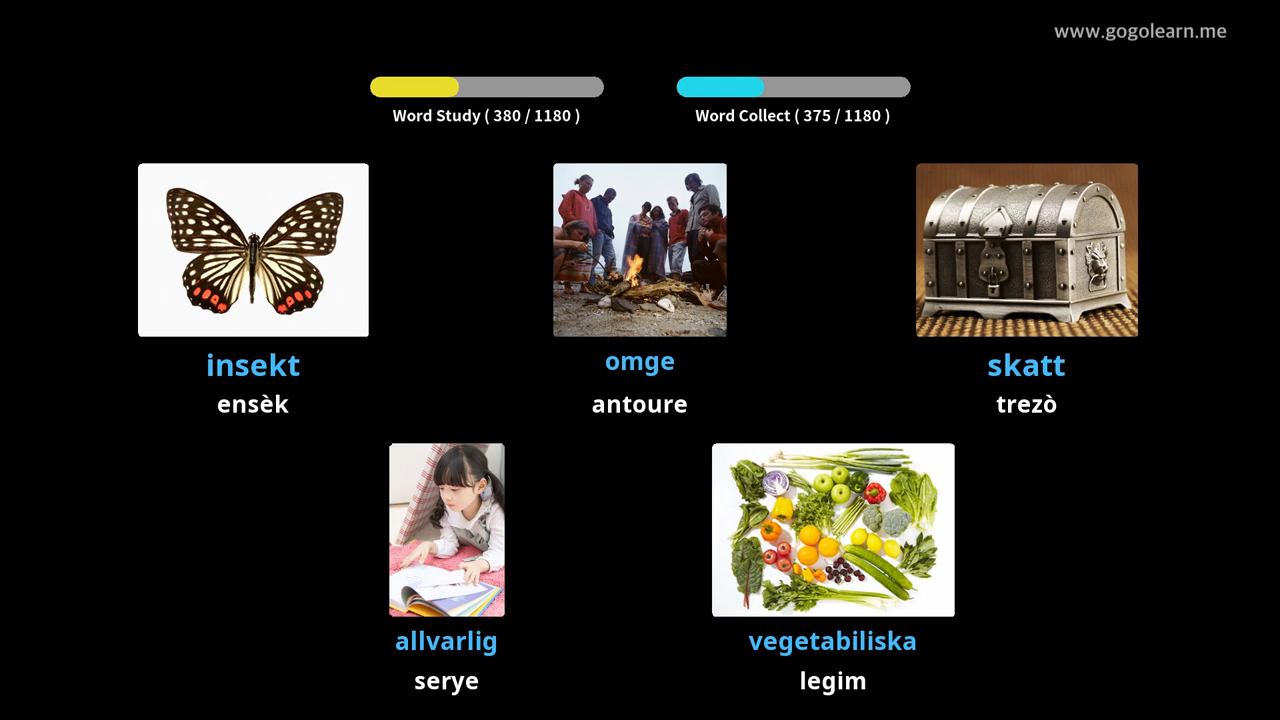 www.gogolearn.me
Word Study ( 380 / 1180 )
Word Collect ( 375 / 1180 )
insekt
ensèk
omge
antoure
skatt
trezò
allvarlig
serye
vegetabiliska
legim